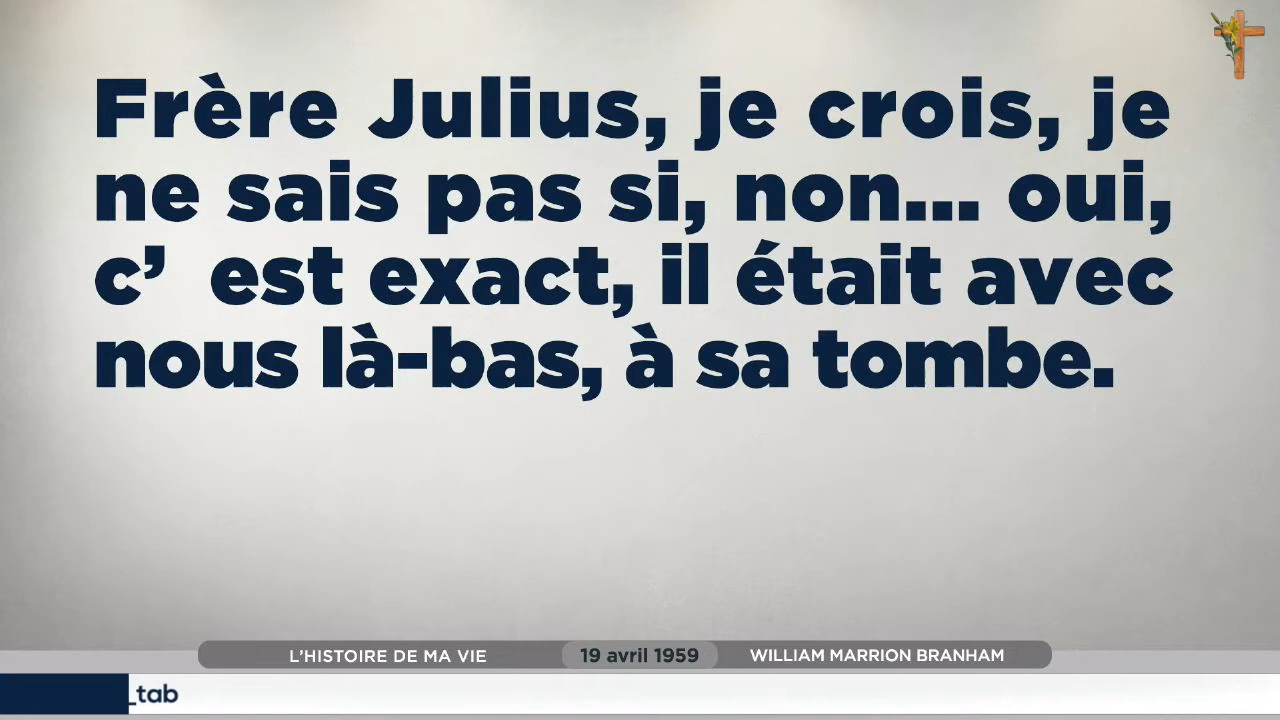 Frère Julius, je crois, je
ne sais pas si, non... oui,
c’ est exact, il était avec
nous là-bas, à sa tombe.
L’HISTOIRE DE MA VIE 19 avril 1959 WILLIAM MARRION BRANHAM
_tab